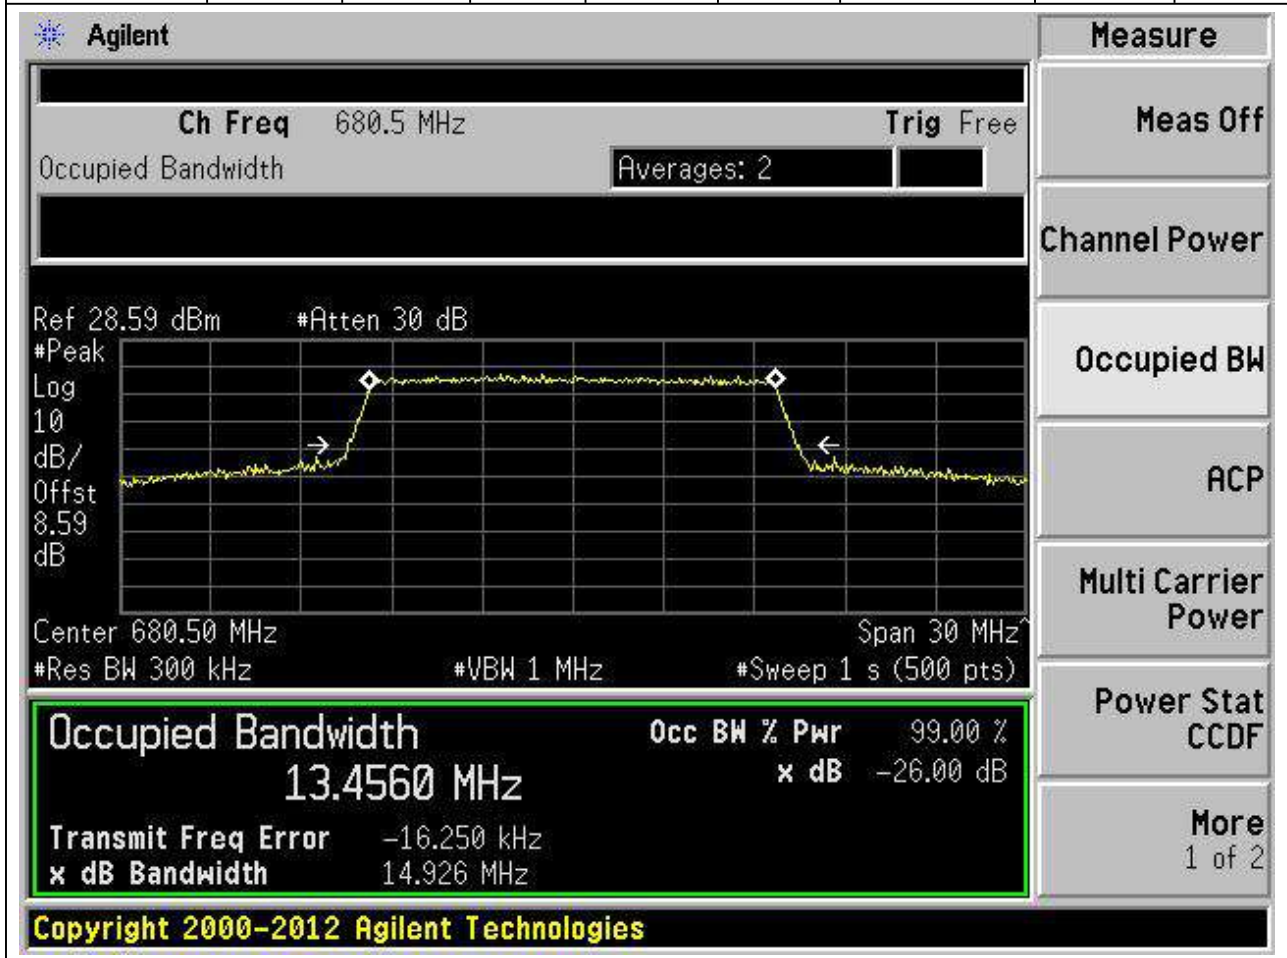 Agilent
Measure
Ch Freq 680.5 MHz Trig Free
Occupied Bandwidth Averages: 2
Meas Off
Channel Power
Occupied BW
ACP
Multi Carrier
Power
Power Stat
CCDF
More
1 of 2
Ref 28.59 dBm #Atten 30 dB
#Peak
Log
10
dB/
Offst
8.59
dB
Center 680.50 MHz Span 30 MHz^
#Res BW 300 kHz #VBW 1 MHz #Sweep 1 s (500 pts)
Occupied Bandwidth Occ BW % Pwr 99.00 %
13.4560 MHz x dB -26.00 dB
Transmit Freq Error -16.250 kHz
x dB Bandwidth 14.926 MHz
Copyright 2000-2012 Agilent Technologies